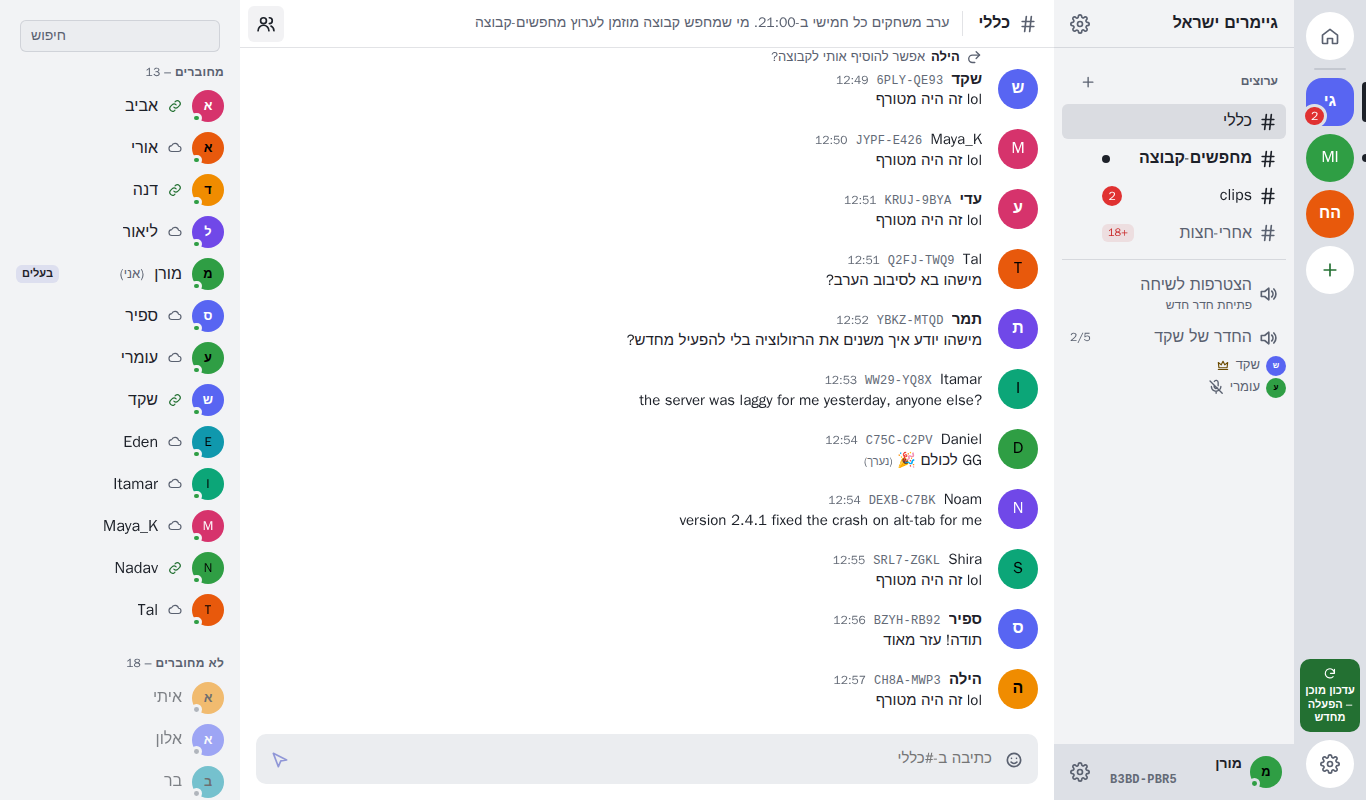 גי
2
MI
הח
עדכון מוכן
– הפעלה
מחדש
גיימרים ישראל
ערוצים
כללי
מחפשים-קבוצה
clips
2
אחרי-חצות
18+
הצטרפות לשיחה
פתיחת חדר חדש
החדר של שקד
2/5
ש שקד
ע עומרי
מ מורן
B3BD-PBR5
# כללי
ערב משחקים כל חמישי ב-21:00. מי שמחפש קבוצה מוזמן לערוץ מחפשים-קבוצה
הילה אפשר להוסיף אותי לקבוצה?
ש שקד 6PLY-QE93 12:49
lol זה היה מטורף
M Maya_K JYPF-E426 12:50
lol זה היה מטורף
ע עדי KRUJ-9BYA 12:51
lol זה היה מטורף
T Tal Q2FJ-TWQ9 12:51
מישהו בא לסיבוב הערב?
ת תמר YBKZ-MTQD 12:52
מישהו יודע איך משנים את הרזולוציה בלי להפעיל מחדש?
I Itamar WW29-YQ8X 12:53
the server was laggy for me yesterday, anyone else?
D Daniel C75C-C2PV 12:54
GG לכולם 🎉 (נערך)
N Noam DEXB-C7BK 12:54
version 2.4.1 fixed the crash on alt-tab for me
S Shira SRL7-ZGKL 12:55
lol זה היה מטורף
ס ספיר BZYH-RB92 12:56
תודה! עזר מאוד
ה הילה CH8A-MWP3 12:57
lol זה היה מטורף
כתיבה ב-#כללי
חיפוש
מחוברים – 13
א אביב
א אורי
ד דנה
ל ליאור
מ מורן (אני) בעלים
ס ספיר
ע עומרי
ש שקד
E Eden
I Itamar
M Maya_K
N Nadav
T Tal
לא מחוברים – 18
א איתי
א אלון
ב בר